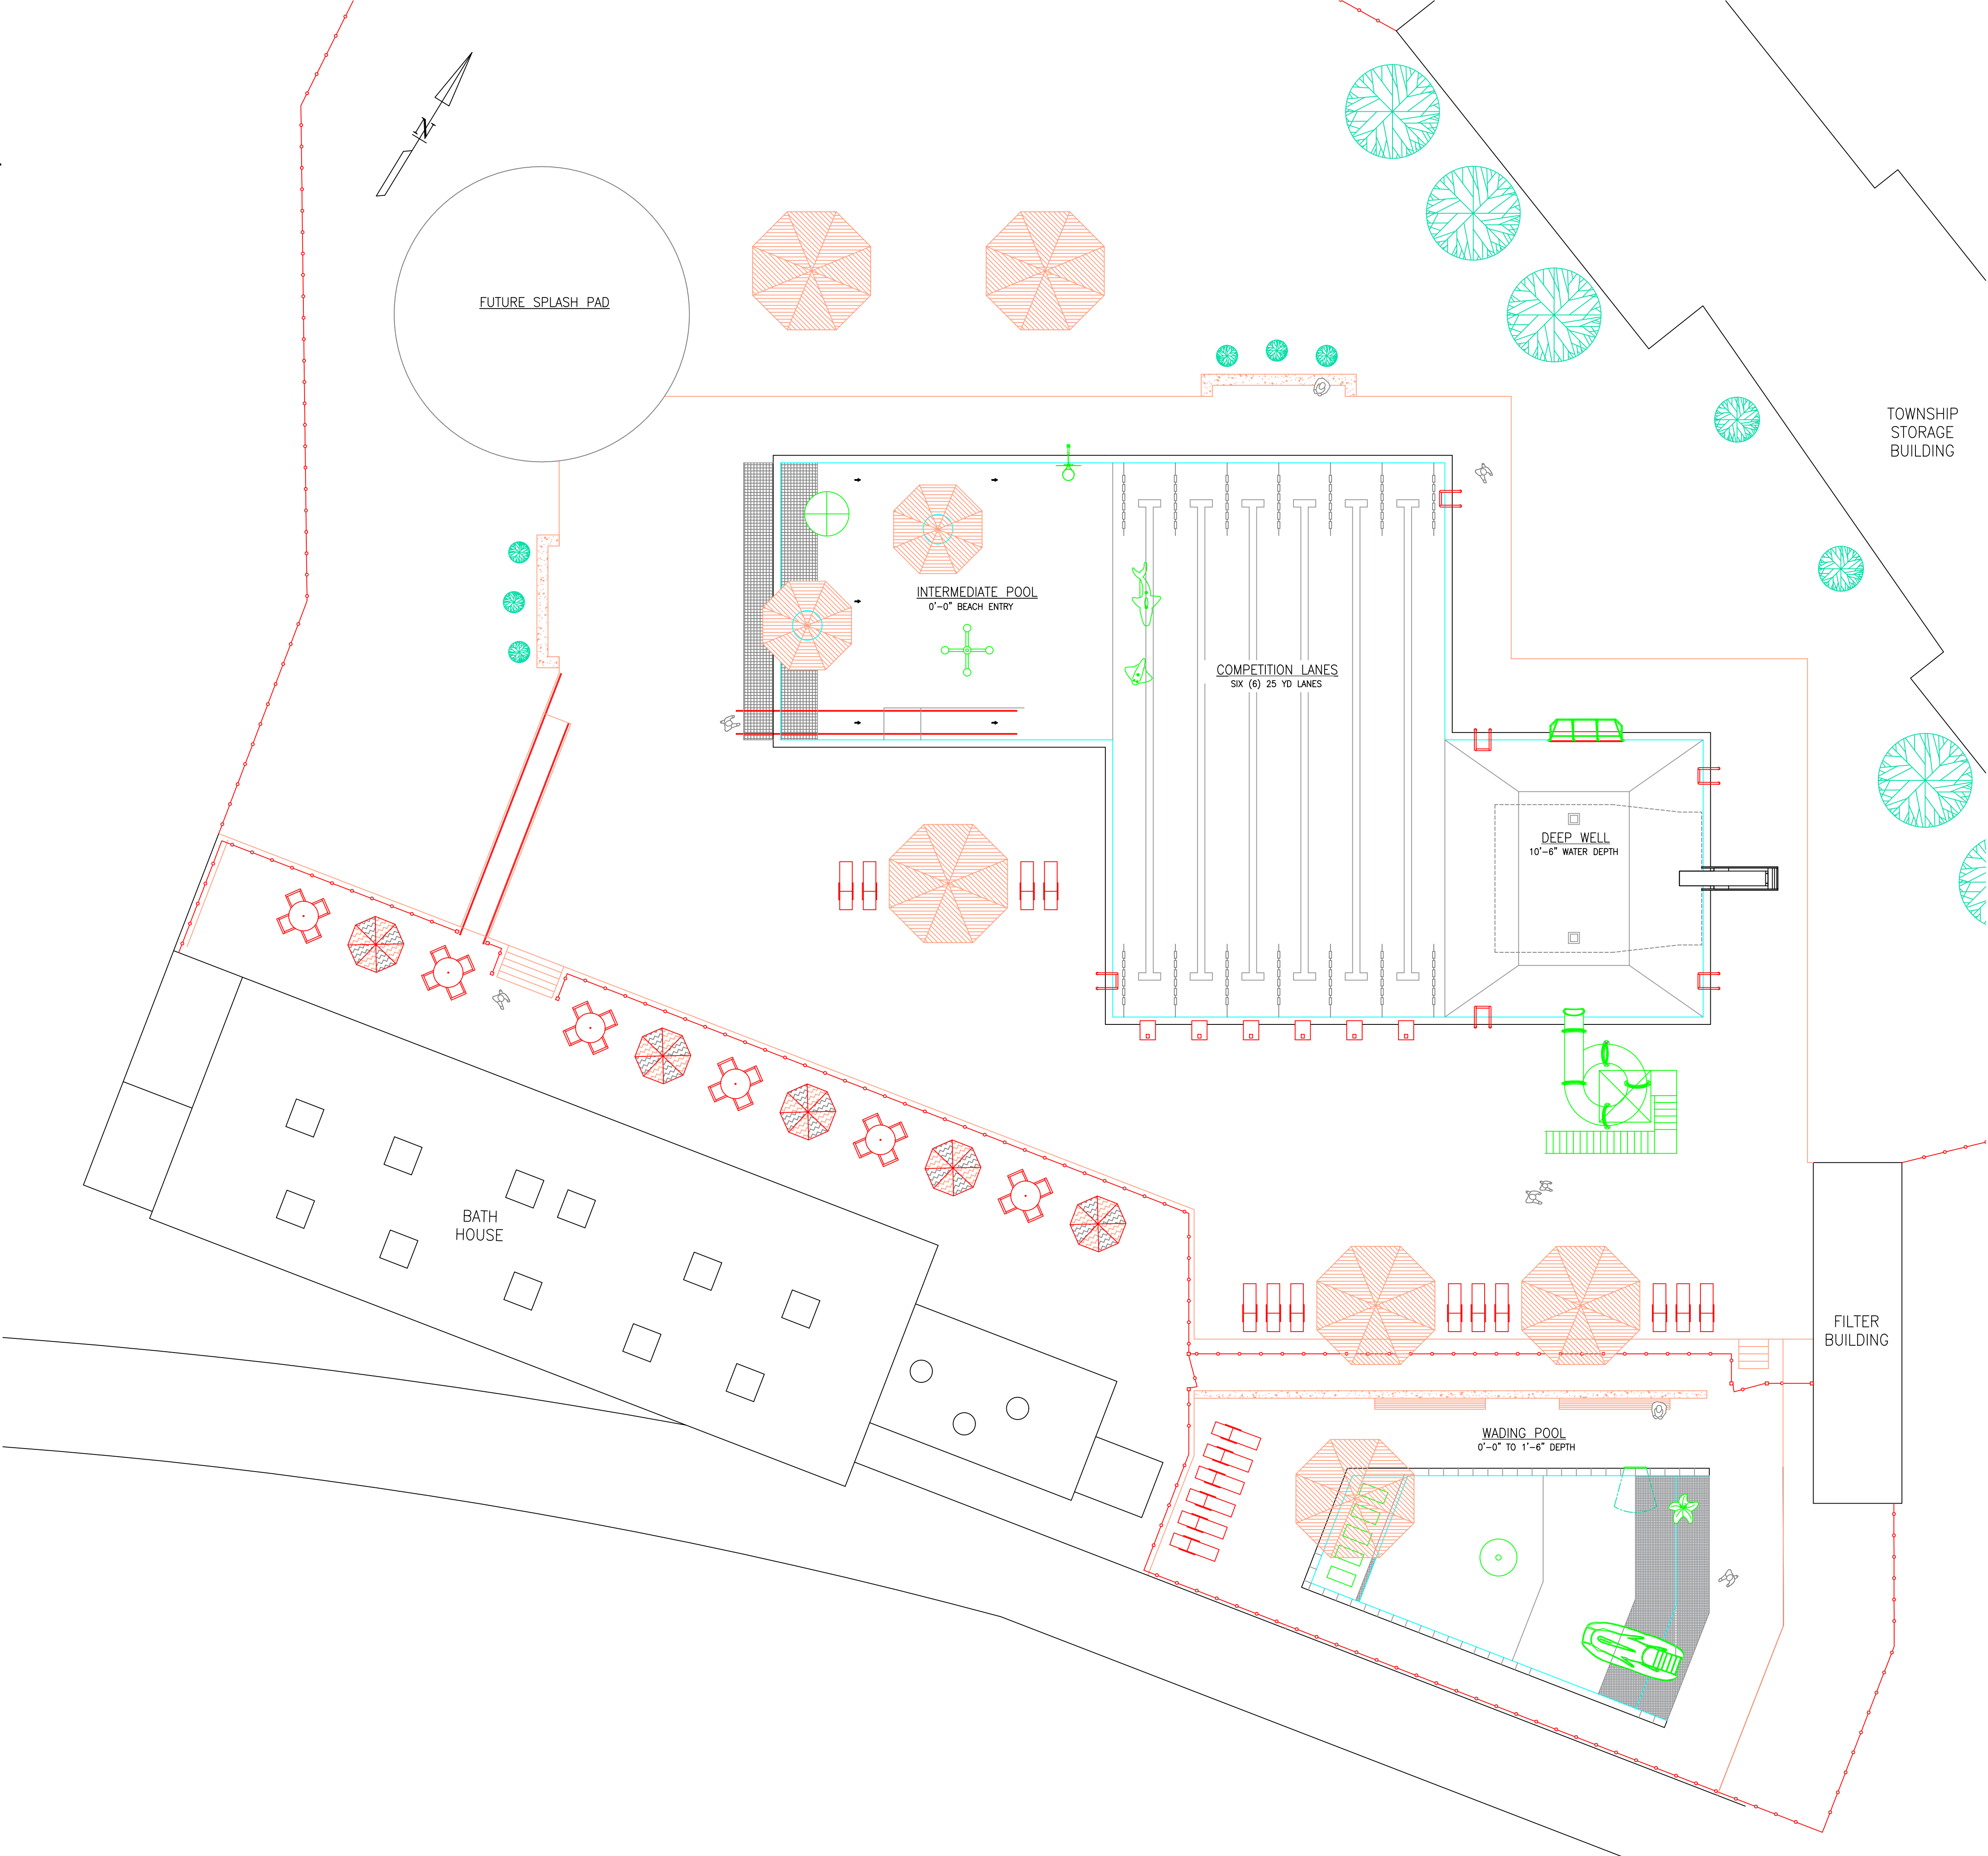 N
FUTURE SPLASH PAD
TOWNSHIP
STORAGE
BUILDING
INTERMEDIATE POOL
0'-0" BEACH ENTRY
COMPETITION LANES
SIX (6) 25 YD LANES
DEEP WELL
10'-6" WATER DEPTH
BATH
HOUSE
FILTER
BUILDING
WADING POOL
0'-0" TO 1'-6" DEPTH